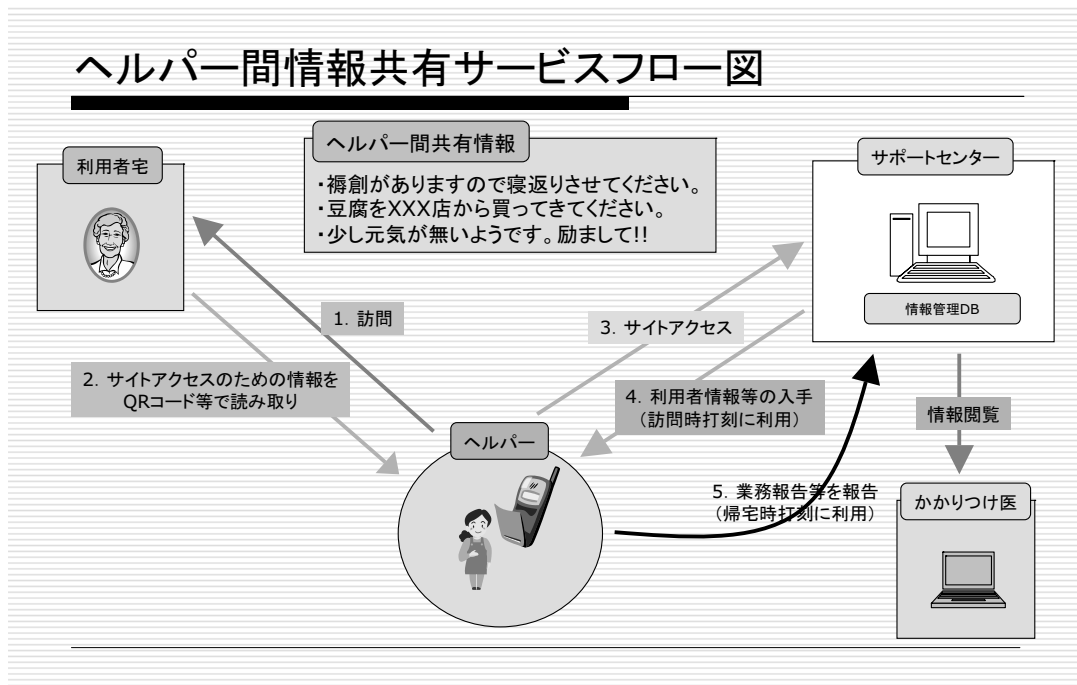 ヘルパー間情報共有サービスフロー図
ヘルパー間共有情報
・褥創がありますので寝返りさせてください。
・豆腐をXXX店から買ってきてください。
・少し元気が無いようです。励まして!!
利用者宅
サポートセンター
情報管理DB
1. 訪問
3. サイトアクセス
2. サイトアクセスのための情報を
QRコード等で読み取り
4. 利用者情報等の入手
（訪問時打刻に利用）
情報閲覧
ヘルパー
5. 業務報告等を報告
（帰宅時打刻に利用）
かかりつけ医